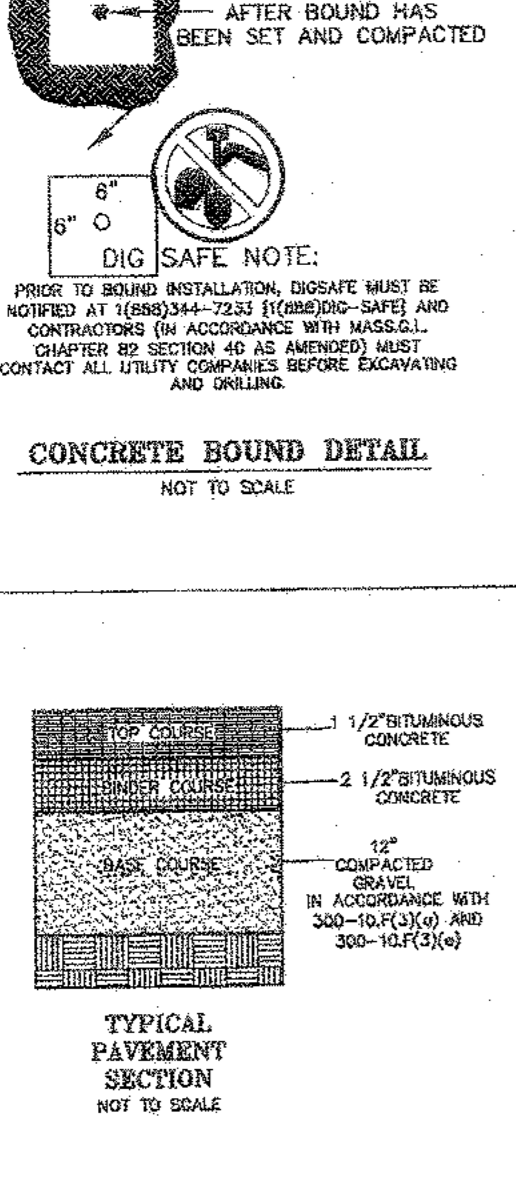 AFTER BOUND HAS
BEEN SET AND COMPACTED
6"
6"
DIG SAFE NOTE:
PRIOR TO BOUND INSTALLATION, DIGSAFE MUST BE
NOTIFIED AT 1(888)344-7233 [1(888)DIG-SAFE] AND
CONTRACTORS (IN ACCORDANCE WITH MASS.G.L.
CHAPTER 82 SECTION 40 AS AMENDED) MUST
CONTACT ALL UTILITY COMPANIES BEFORE EXCAVATING
AND DRILLING.
CONCRETE BOUND DETAIL
NOT TO SCALE
TOP COURSE
1 1/2"BITUMINOUS
CONCRETE
BINDER COURSE
2 1/2"BITUMINOUS
CONCRETE
BASE COURSE
12"
COMPACTED
GRAVEL
IN ACCORDANCE WITH
300-10.F(3)(a) AND
300-10.F(3)(e)
TYPICAL
PAVEMENT
SECTION
NOT TO SCALE